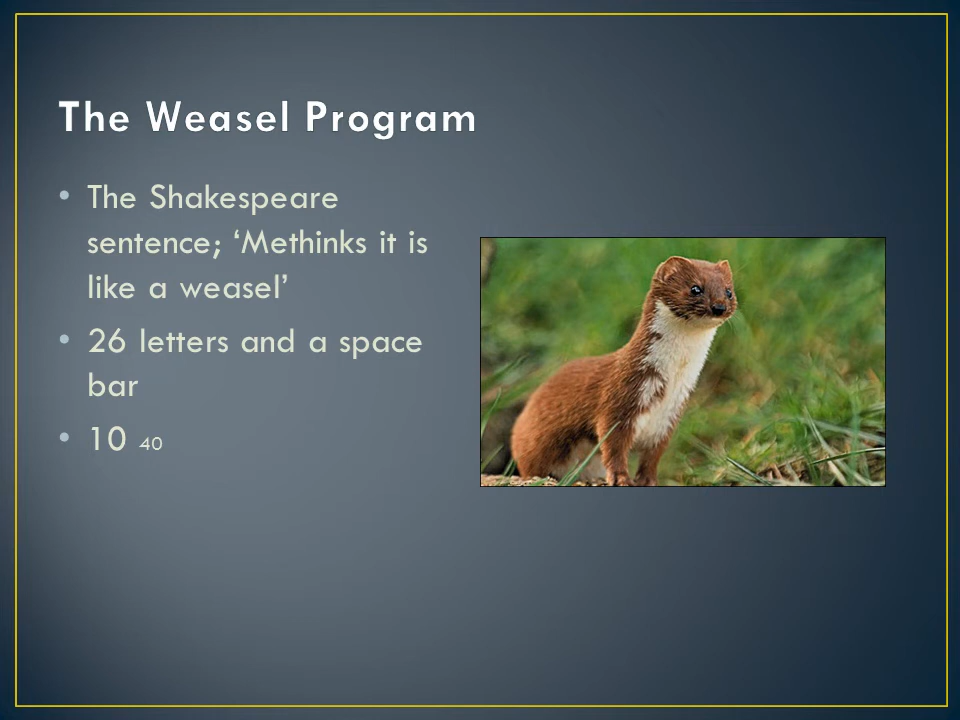 The Weasel Program
• The Shakespeare
sentence; ‘Methinks it is
like a weasel’
• 26 letters and a space
bar
• 10 40